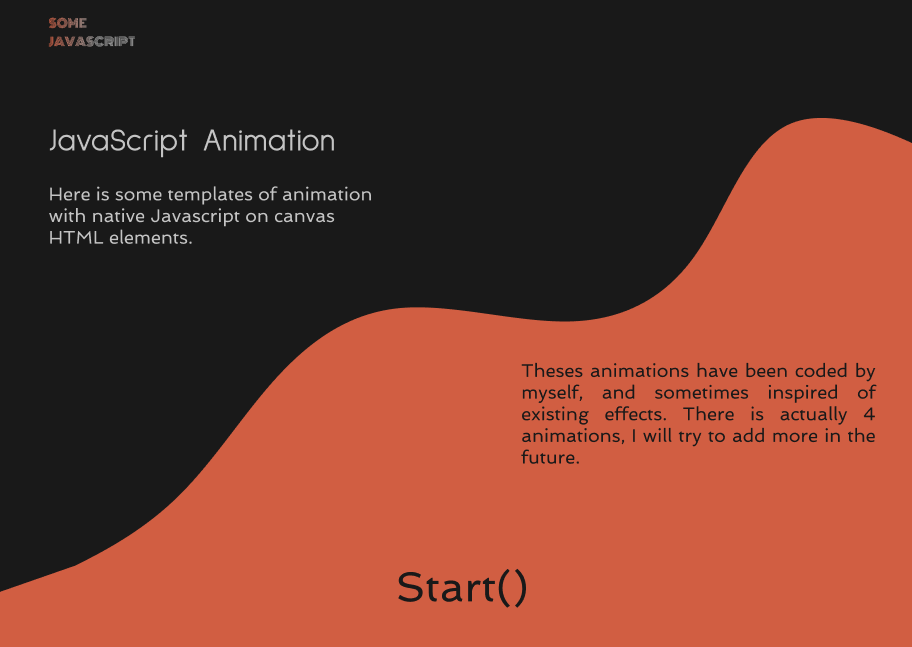 SOME
JAVASCRIPT
JavaScript Animation
Here is some templates of animation
with native Javascript on canvas
HTML elements.
Theses animations have been coded by
myself, and sometimes inspired of
existing effects. There is actually 4
animations, I will try to add more in the
future.
Start()